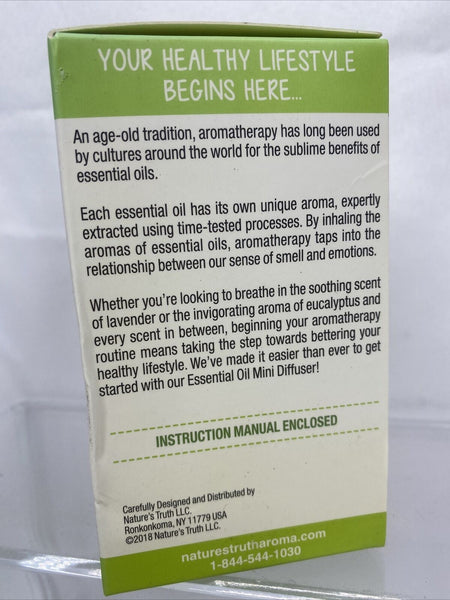 YOUR HEALTHY LIFESTYLE
BEGINS HERE...
An age-old tradition, aromatherapy has long been used
by cultures around the world for the sublime benefits of
essential oils.
Each essential oil has its own unique aroma, expertly
extracted using time-tested processes. By inhaling the
aromas of essential oils, aromatherapy taps into the
relationship between our sense of smell and emotions.
Whether you're looking to breathe in the soothing scent
of lavender or the invigorating aroma of eucalyptus and
every scent in between, beginning your aromatherapy
routine means taking the step towards bettering your
healthy lifestyle. We've made it easier than ever to get
started with our Essential Oil Mini Diffuser!
INSTRUCTION MANUAL ENCLOSED
Carefully Designed and Distributed by
Nature's Truth LLC.
Ronkonkoma, NY 11779 USA
©2018 Nature's Truth LLC.
naturestrutharoma.com
1-844-544-1030